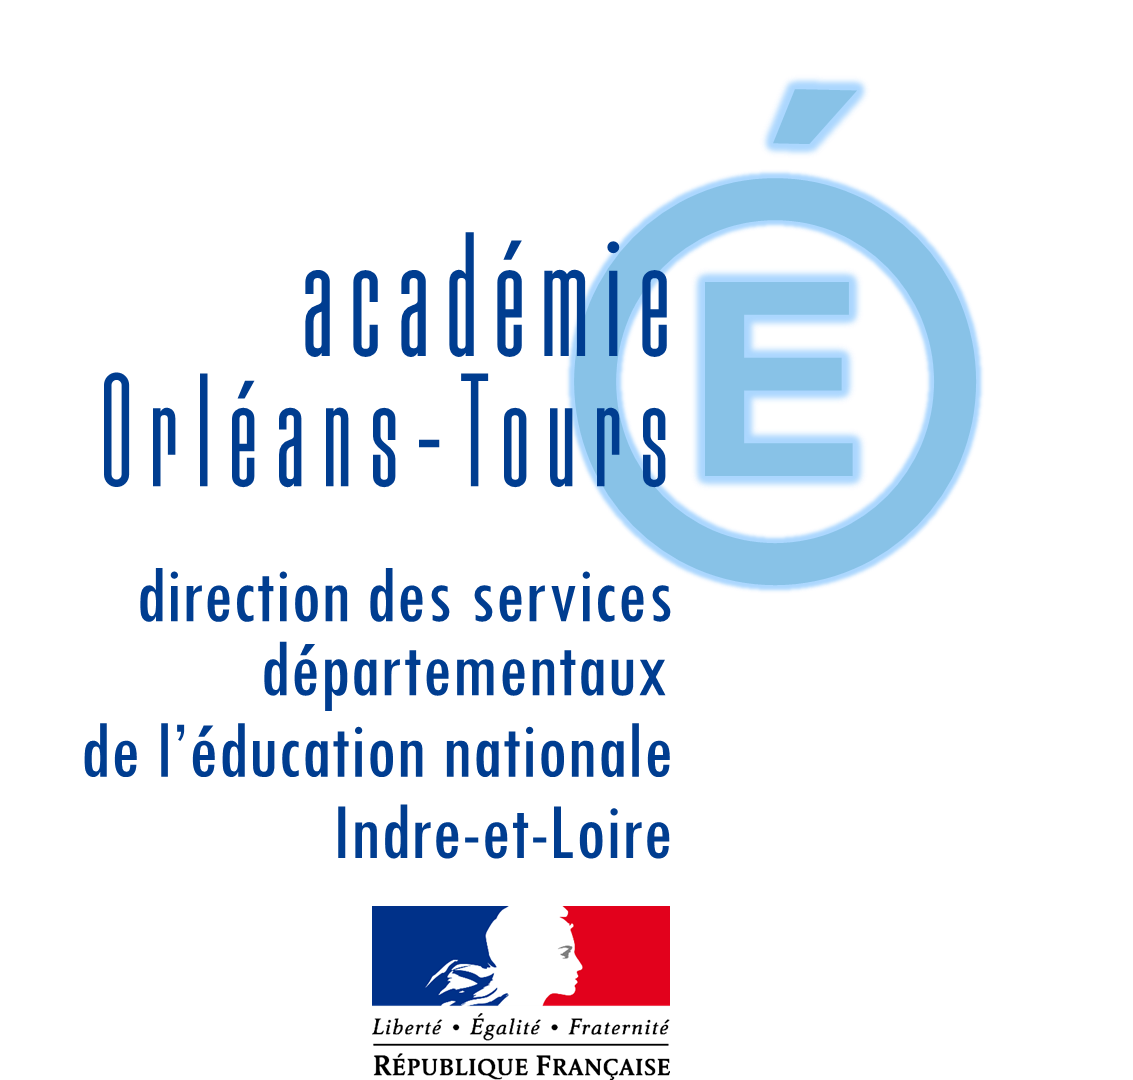 É
académie
Orléans-Tours
direction des services
départementaux
de l’éducation nationale
Indre-et-Loire
Liberté • Égalité • Fraternité
RÉPUBLIQUE FRANÇAISE